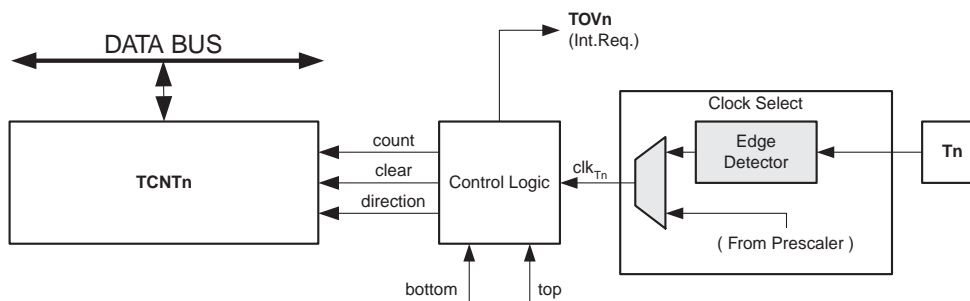 TOVn
(Int.Req.)
DATA BUS
Clock Select
count
Edge
Detector
Tn
TCNTn
clear
Control Logic
clkTn
direction
( From Prescaler )
bottom
top